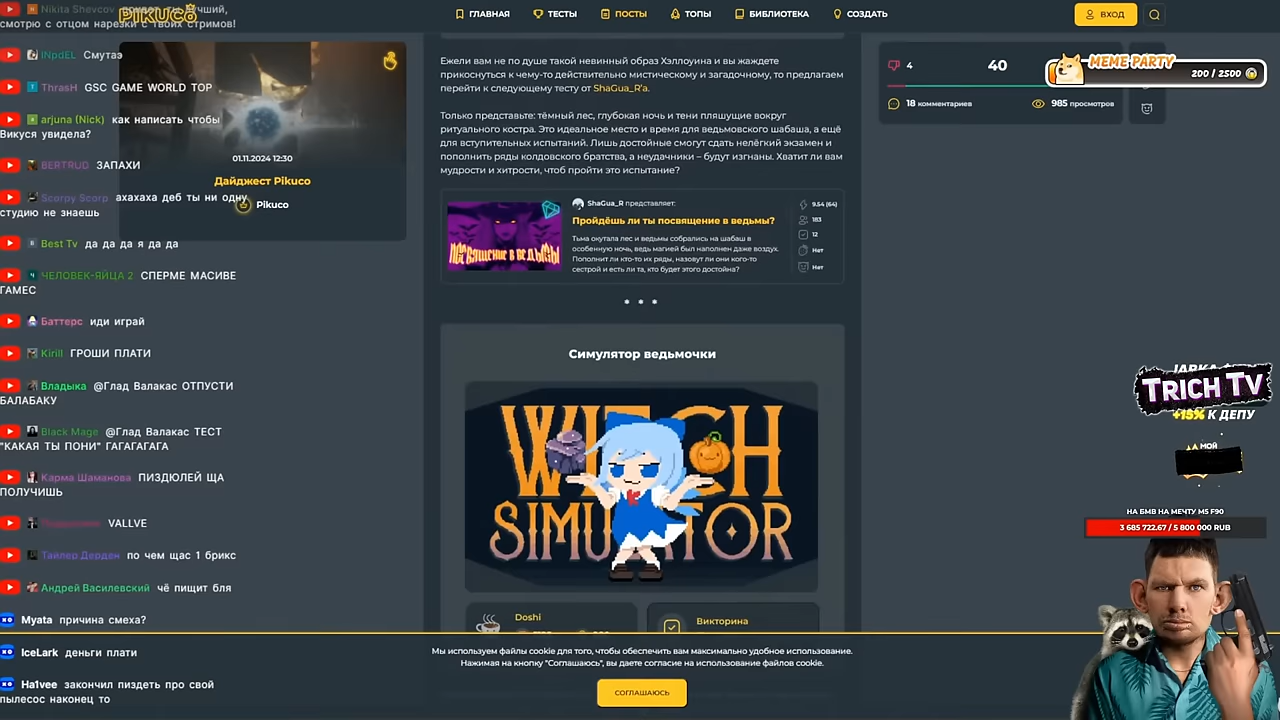 Nikita Shevcov привет ты лучший,
смотрю с отцом нарезки с твоих стримов!
INpdEL Смутаэ
ThrasH GSC GAME WORLD TOP
arjuna (Nick) как написать чтобы
Викуся увидела?
BERTRUD ЗАПАХИ
Scorpy Scorp ахахаха деб ты ни одну
студию не знаешь
Best Tv да да да я да да
ЧЕЛОВЕК-ЯЙЦА 2 СПЕРМЕ МАСИВЕ
ГАМЕС
Баттерс иди играй
Kirill ГРОШИ ПЛАТИ
Владыка @Глад Валакас ОТПУСТИ
БАЛАБАКУ
Black Mage @Глад Валакас ТЕСТ
"КАКАЯ ТЫ ПОНИ" ГАГАГАГАГА
Карма Шаманова ПИЗДЮЛЕЙ ЩА
ПОЛУЧИШЬ
VALLVE
Тайлер Дерден по чем щас 1 брикс
Андрей Василевский чё пищит бля
Myata причина смеха?
IceLark деньги плати
Ha1vee закончил пиздеть про свой
пылесос наконец то
PIKUCO
ГЛАВНАЯ
ТЕСТЫ
ПОСТЫ
ТОПЫ
БИБЛИОТЕКА
СОЗДАТЬ
ВХОД
01.11.2024 12:30
Дайджест Pikuco
Pikuco
Ежели вам не по душе такой невинный образ Хэллоуина и вы жаждете
прикоснуться к чему-то действительно мистическому и загадочному, то предлагаем
перейти к следующему тесту от ShaGua_R'a.
Только представьте: тёмный лес, глубокая ночь и тени пляшущие вокруг
ритуального костра. Это идеальное место и время для ведьмовского шабаша, а ещё
для вступительных испытаний. Лишь достойные смогут сдать нелёгкий экзамен и
пополнить ряды колдовского братства, а неудачники – будут изгнаны. Хватит ли вам
мудрости и хитрости, чтоб пройти это испытание?
ПОСВЯЩЕНИЕ В ВЕДЬМЫ
ShaGua_R представляет:
Пройдёшь ли ты посвящение в ведьмы?
Тьма окутала лес и ведьмы собрались на шабаш в
особенную ночь, ведь магией был наполнен даже воздух.
Пополнит ли кто-то их ряды, назовут ли они кого-то
сестрой и есть ли та, кто будет этого достойна?
9.54 (64)
183
12
Нет
Нет
Симулятор ведьмочки
WITCH
SIMULATOR
Doshi
Викторина
Мы используем файлы cookie для того, чтобы обеспечить вам максимально удобное использование.
Нажимая на кнопку "Соглашаюсь", вы даете согласие на использование файлов cookie.
СОГЛАШАЮСЬ
4
40
18 комментариев
985 просмотров
MEME PARTY
200 / 2500
TRICH TV
+15% К ДЕПУ
МОЙ
НА БМВ НА МЕЧТУ M5 F90
3 685 722.67 / 5 800 000 RUB